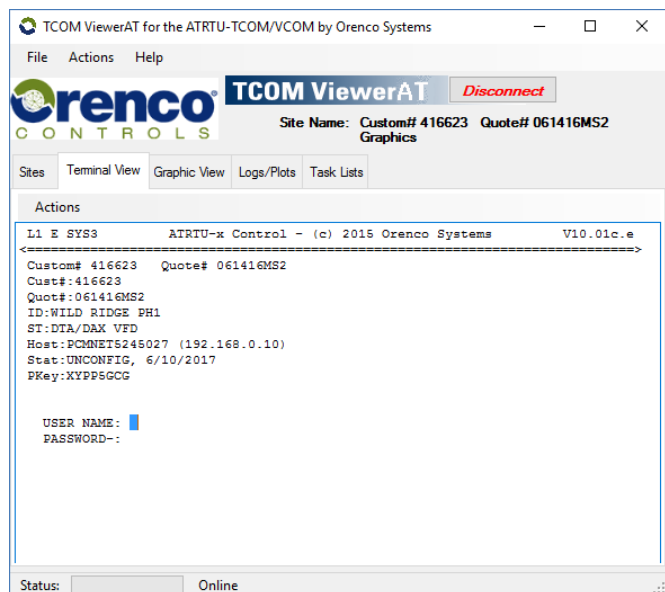 TCOM ViewerAT for the ATRTU-TCOM/VCOM by Orenco Systems
File Actions Help
Orenco
CONTROLS
TCOM ViewerAT
Disconnect
Site Name: Custom# 416623 Quote# 061416MS2
Graphics
Sites Terminal View Graphic View Logs/Plots Task Lists
Actions
L1 E SYS3 ATRTU-x Control - (c) 2015 Orenco Systems V10.01c.e
<==============================================================================>
Custom# 416623 Quote# 061416MS2
Cust#:416623
Quot#:061416MS2
ID:WILD RIDGE PH1
ST:DTA/DAX VFD
Host:PCMNET5245027 (192.168.0.10)
Stat:UNCONFIG, 6/10/2017
PKey:XYPP5GCG
USER NAME:
PASSWORD-:
Status: Online